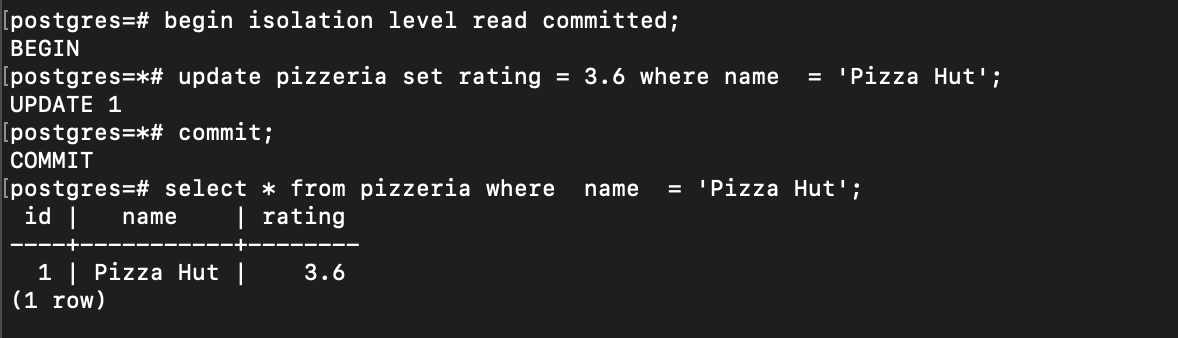 [postgres=# begin isolation level read committed;
BEGIN
[postgres=*# update pizzeria set rating = 3.6 where name  = 'Pizza Hut';
UPDATE 1
[postgres=*# commit;
COMMIT
[postgres=# select * from pizzeria where  name  = 'Pizza Hut';
 id |   name    | rating
----+-----------+--------
  1 | Pizza Hut |    3.6
(1 row)